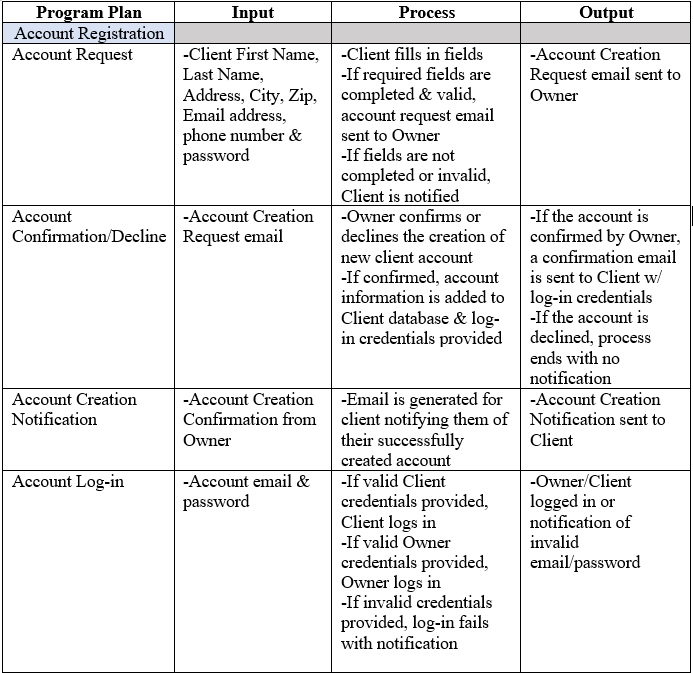 Program Plan
Input
Process
Output
Account Registration
Account Request
-Client First Name,
Last Name,
Address, City, Zip,
Email address,
phone number &
password
-Client fills in fields
-If required fields are
completed & valid,
account request email
sent to Owner
-If fields are not
completed or invalid,
Client is notified
-Account Creation
Request email sent to
Owner
Account
Confirmation/Decline
-Account Creation
Request email
-Owner confirms or
declines the creation of
new client account
-If confirmed, account
information is added to
Client database & log-
in credentials provided
-If the account is
confirmed by Owner,
a confirmation email
is sent to Client w/
log-in credentials
-If the account is
declined, process
ends with no
notification
Account Creation
Notification
-Account Creation
Confirmation from
Owner
-Email is generated for
client notifying them of
their successfully
created account
-Account Creation
Notification sent to
Client
Account Log-in
-Account email &
password
-If valid Client
credentials provided,
Client logs in
-If valid Owner
credentials provided,
Owner logs in
-If invalid credentials
provided, log-in fails
with notification
-Owner/Client
logged in or
notification of
invalid
email/password